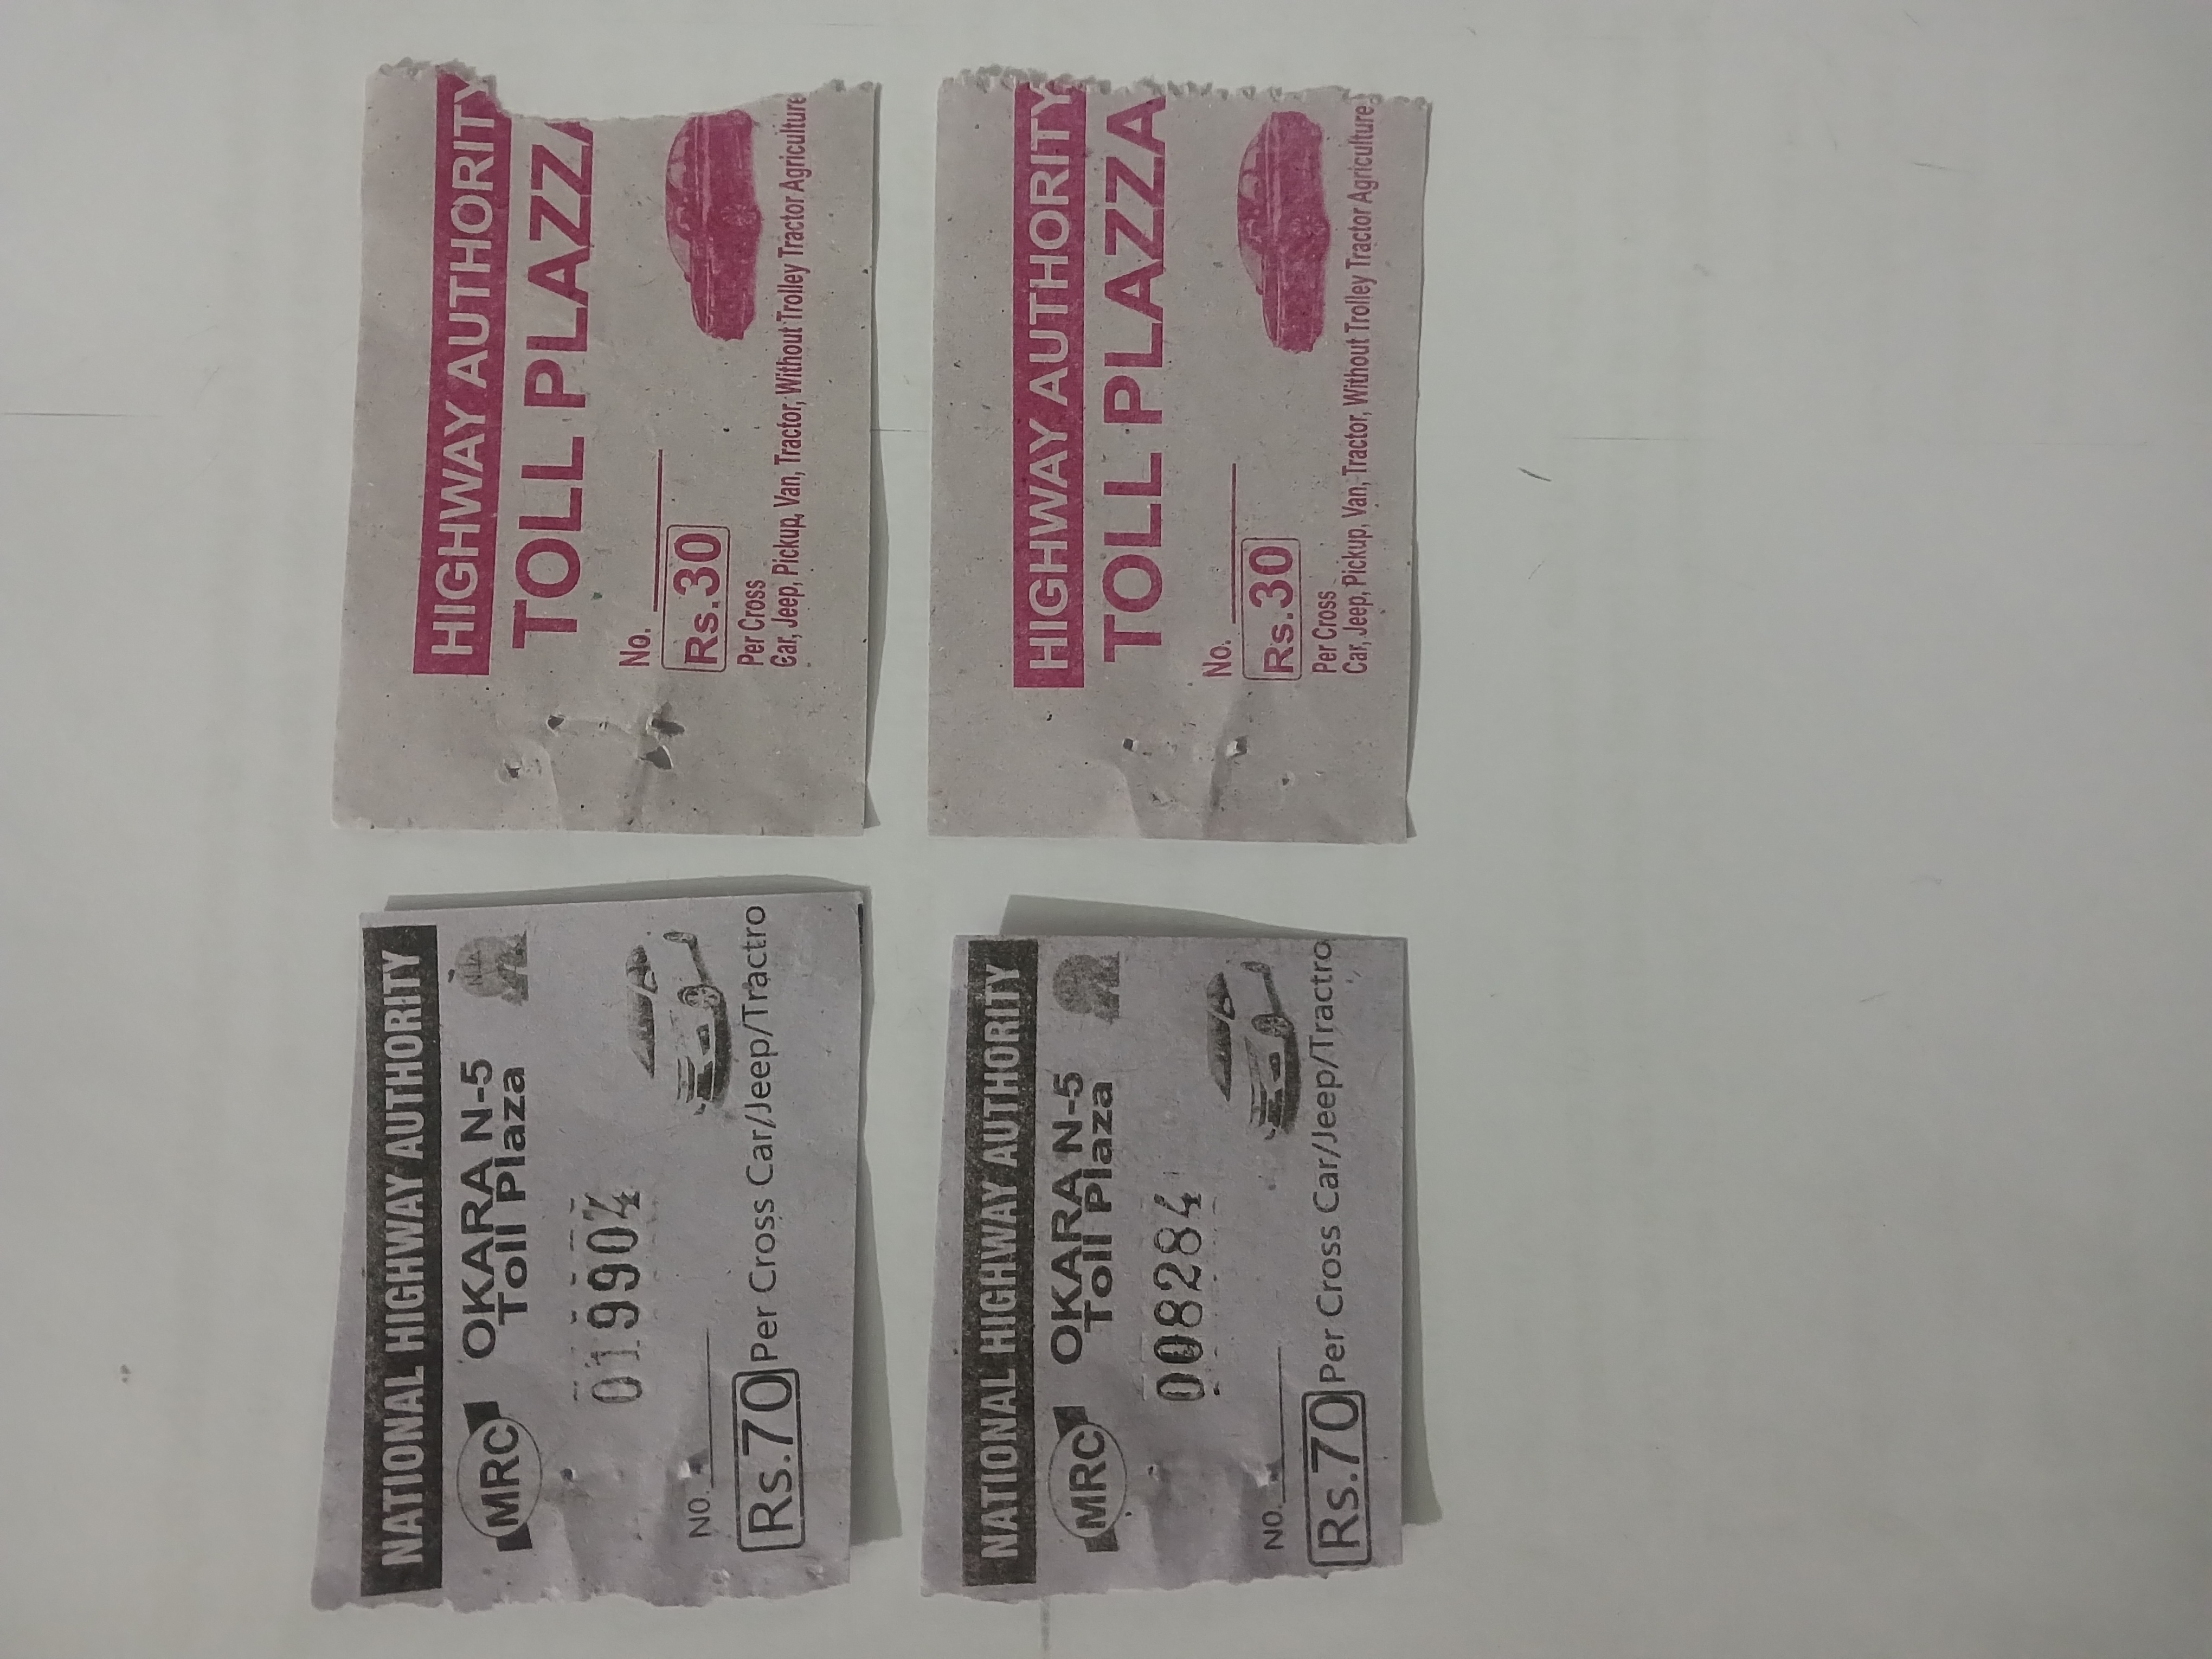 NATIONAL HIGHWAY AUTHORITY
MRC
OKARA N-5
Toll Plaza
019904
NO.
Rs.70 Per Cross Car/Jeep/Tractro
HIGHWAY AUTHORITY
TOLL PLAZZA
No.
Rs.30
Per Cross
Car, Jeep, Pickup, Van, Tractor, Without Trolley Tractor Agriculture
NATIONAL HIGHWAY AUTHORITY
MRC
OKARA N-5
Toll Plaza
008284
NO.
Rs.70 Per Cross Car/Jeep/Tractro
HIGHWAY AUTHORITY
TOLL PLAZZA
No.
Rs.30
Per Cross
Car, Jeep, Pickup, Van, Tractor, Without Trolley Tractor Agriculture